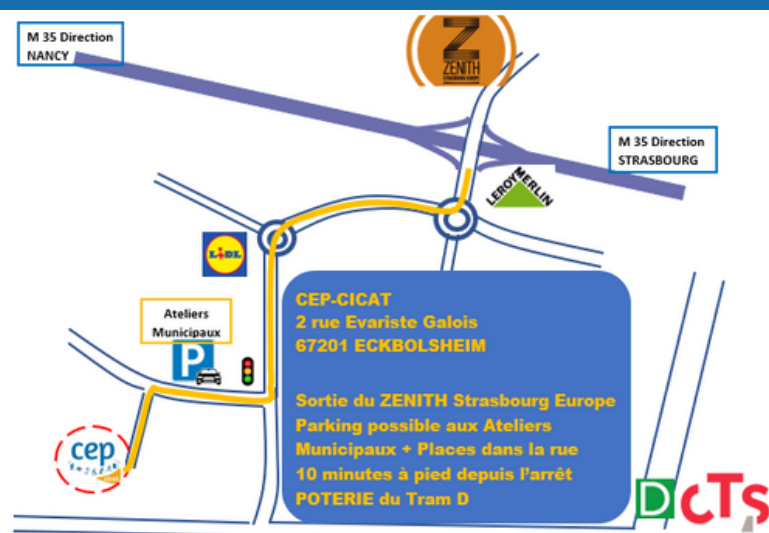 M 35 Direction
NANCY
Z
ZENITH
STRASBOURG EUROPE
M 35 Direction
STRASBOURG
LEROY MERLIN
LIDL
Ateliers
Municipaux
P
CEP-CICAT
2 rue Evariste Galois
67201 ECKBOLSHEIM
Sortie du ZENITH Strasbourg Europe
Parking possible aux Ateliers
Municipaux + Places dans la rue
10 minutes à pied depuis l'arrêt
POTERIE du Tram D
cep
D CTS